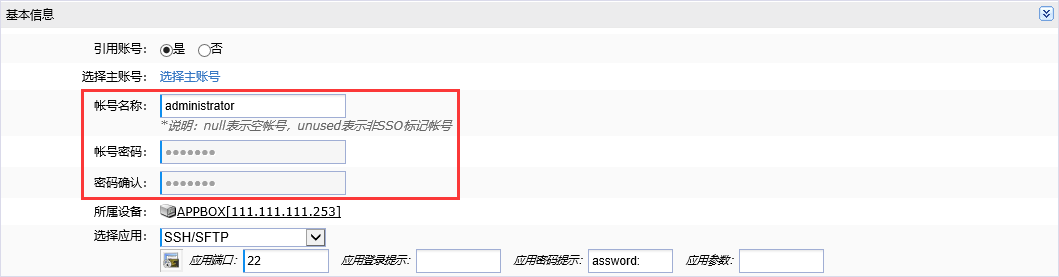 基本信息
引用账号： 是 否
选择主账号： 选择主账号
帐号名称： administrator
*说明：null表示空帐号，unused表示非SSO标记帐号
帐号密码： ●●●●●●●
密码确认： ●●●●●●●
所属设备： APPBOX[111.111.111.253]
选择应用： SSH/SFTP
应用端口： 22 应用登录提示： 应用密码提示： assword: 应用参数：